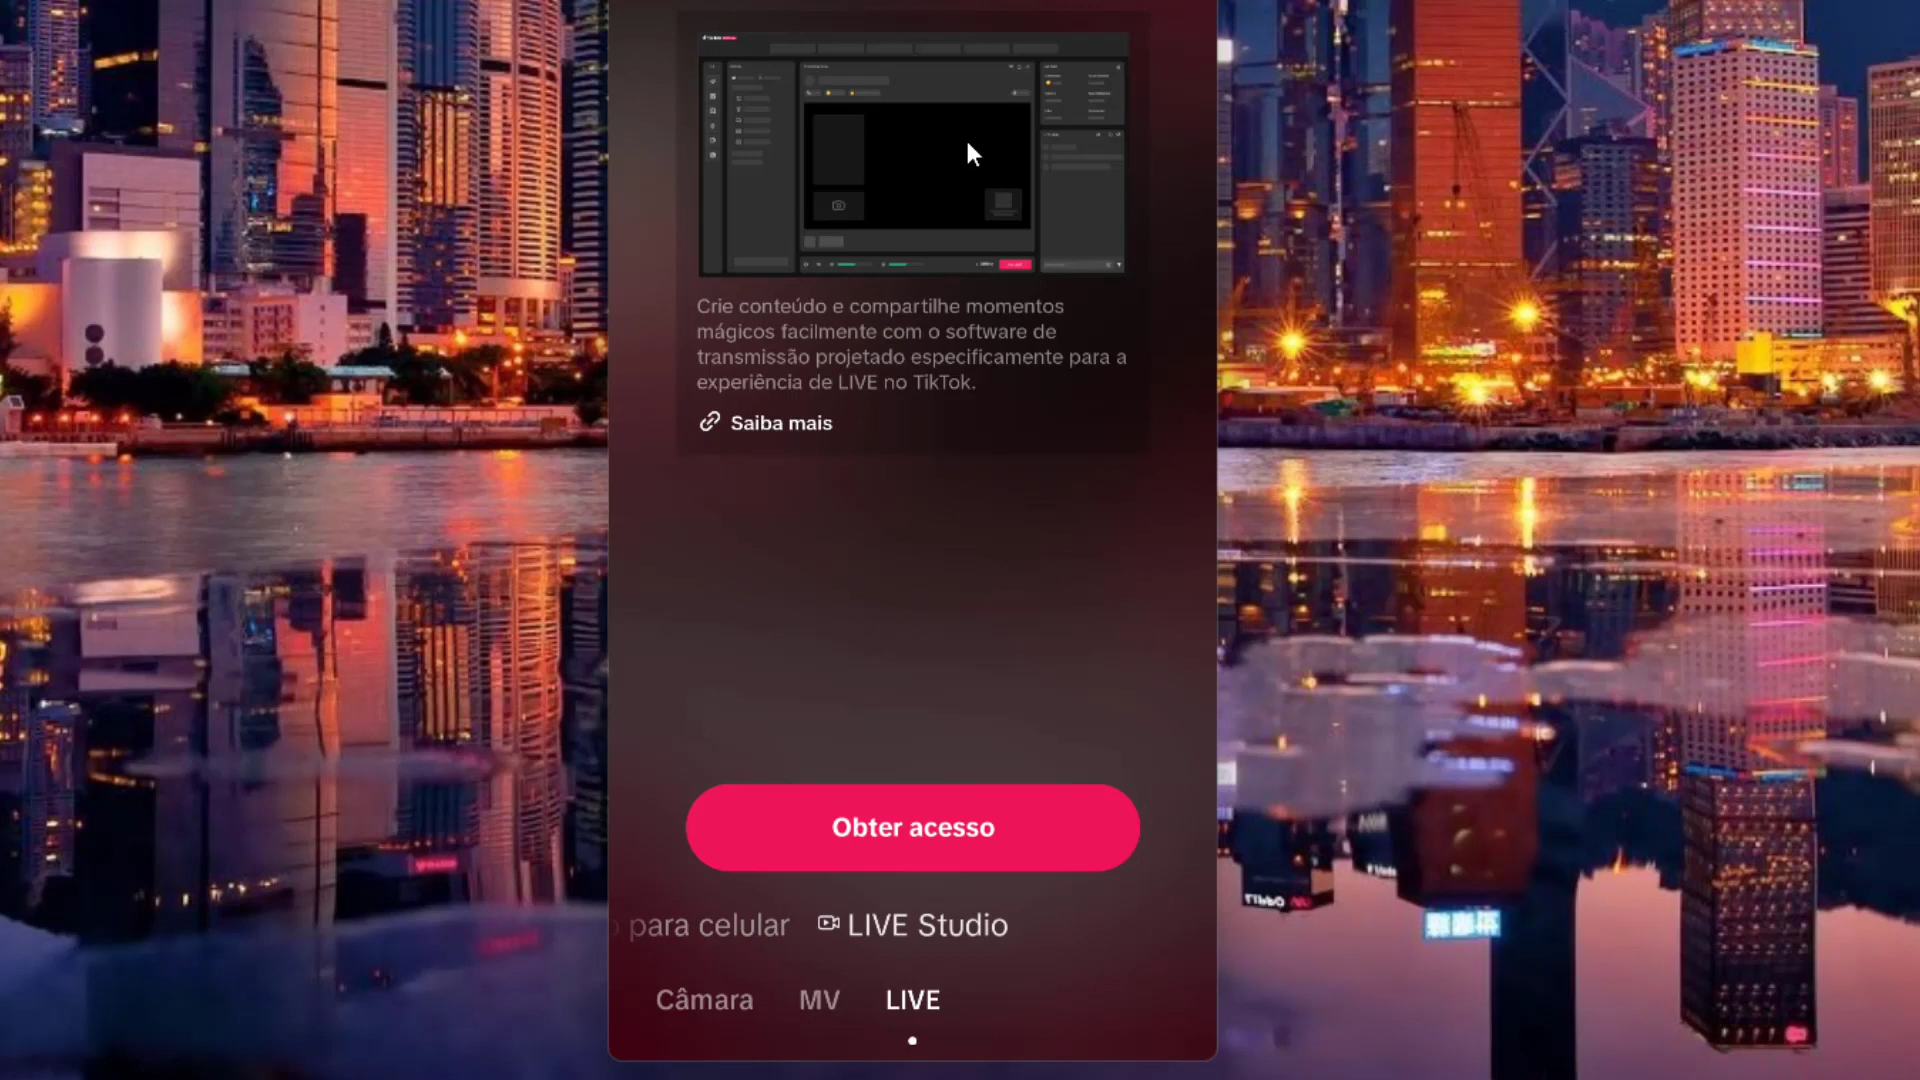 Crie conteúdo e compartilhe momentos
mágicos facilmente com o software de
transmissão projetado especificamente para a
experiência de LIVE no TikTok.
Saiba mais
Obter acesso
para celular LIVE Studio
Câmara MV LIVE